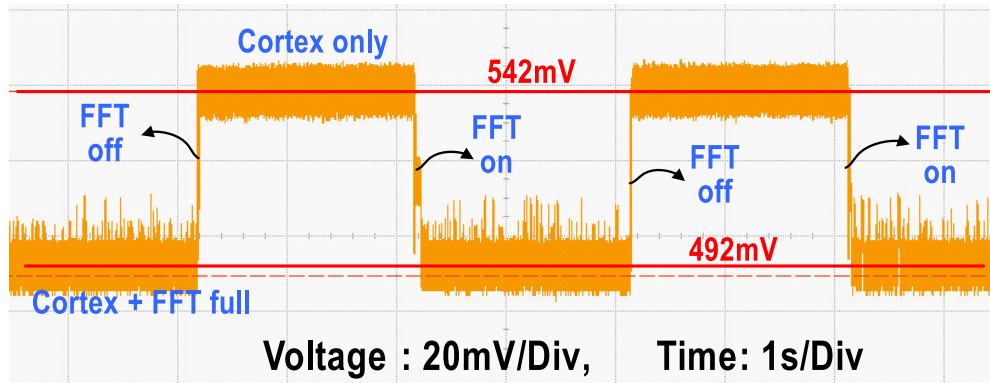 Cortex only
542mV
FFT
off
FFT
on
FFT
off
FFT
on
492mV
Cortex + FFT full
Voltage : 20mV/Div, Time: 1s/Div